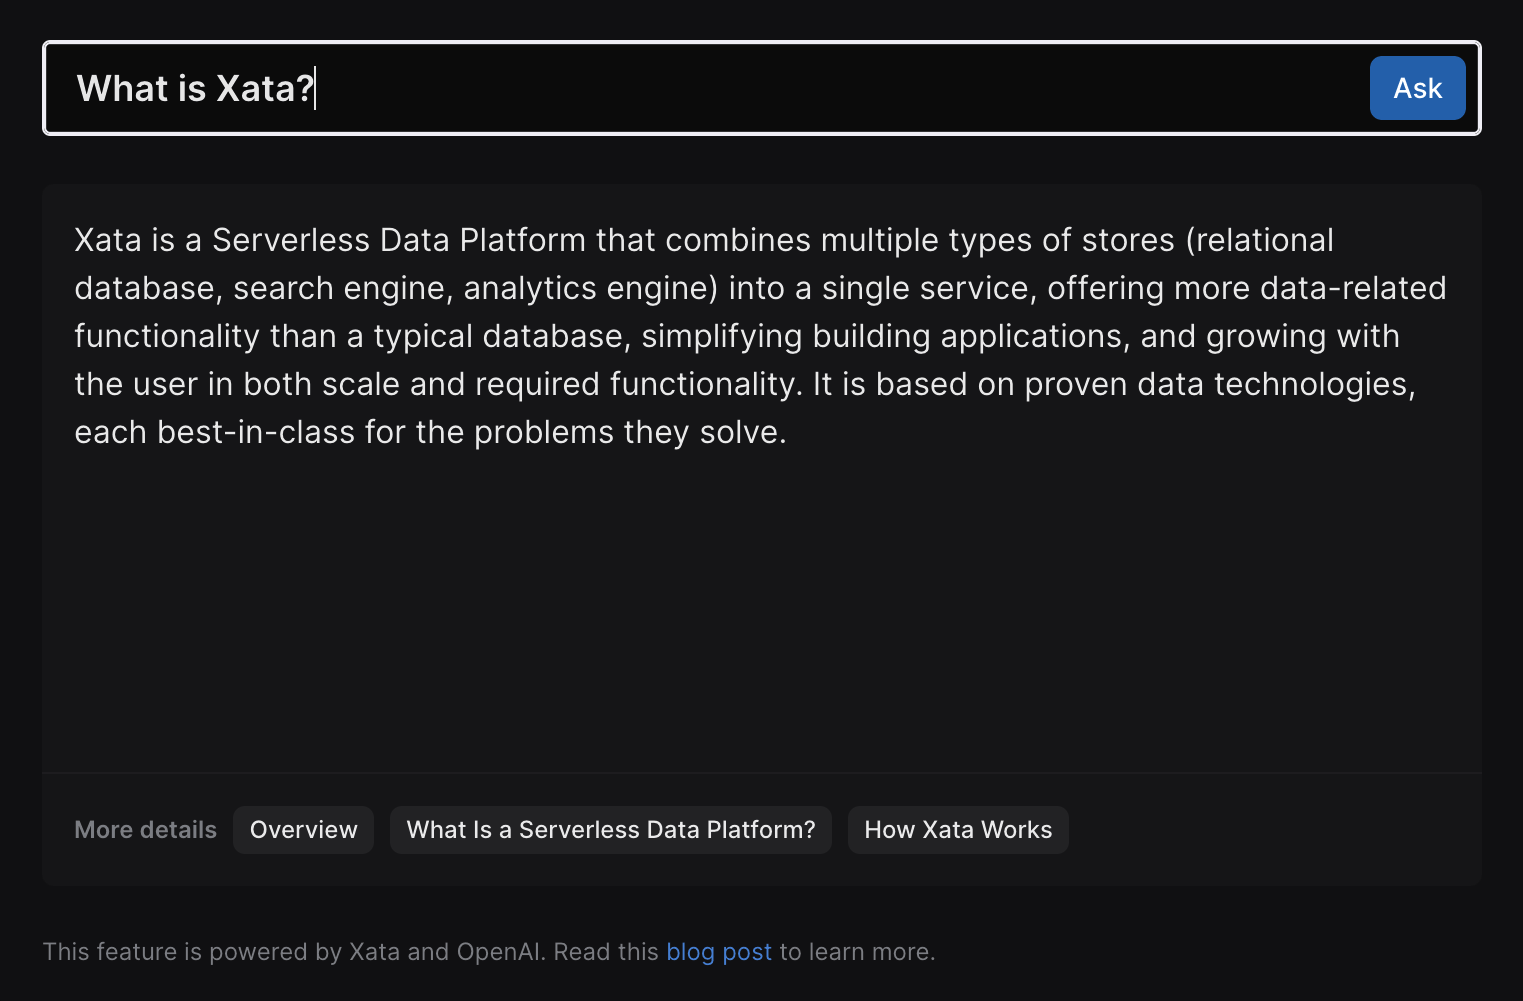 What is Xata?
Ask
Xata is a Serverless Data Platform that combines multiple types of stores (relational
database, search engine, analytics engine) into a single service, offering more data-related
functionality than a typical database, simplifying building applications, and growing with
the user in both scale and required functionality. It is based on proven data technologies,
each best-in-class for the problems they solve.
More details Overview What Is a Serverless Data Platform? How Xata Works
This feature is powered by Xata and OpenAI. Read this blog post to learn more.